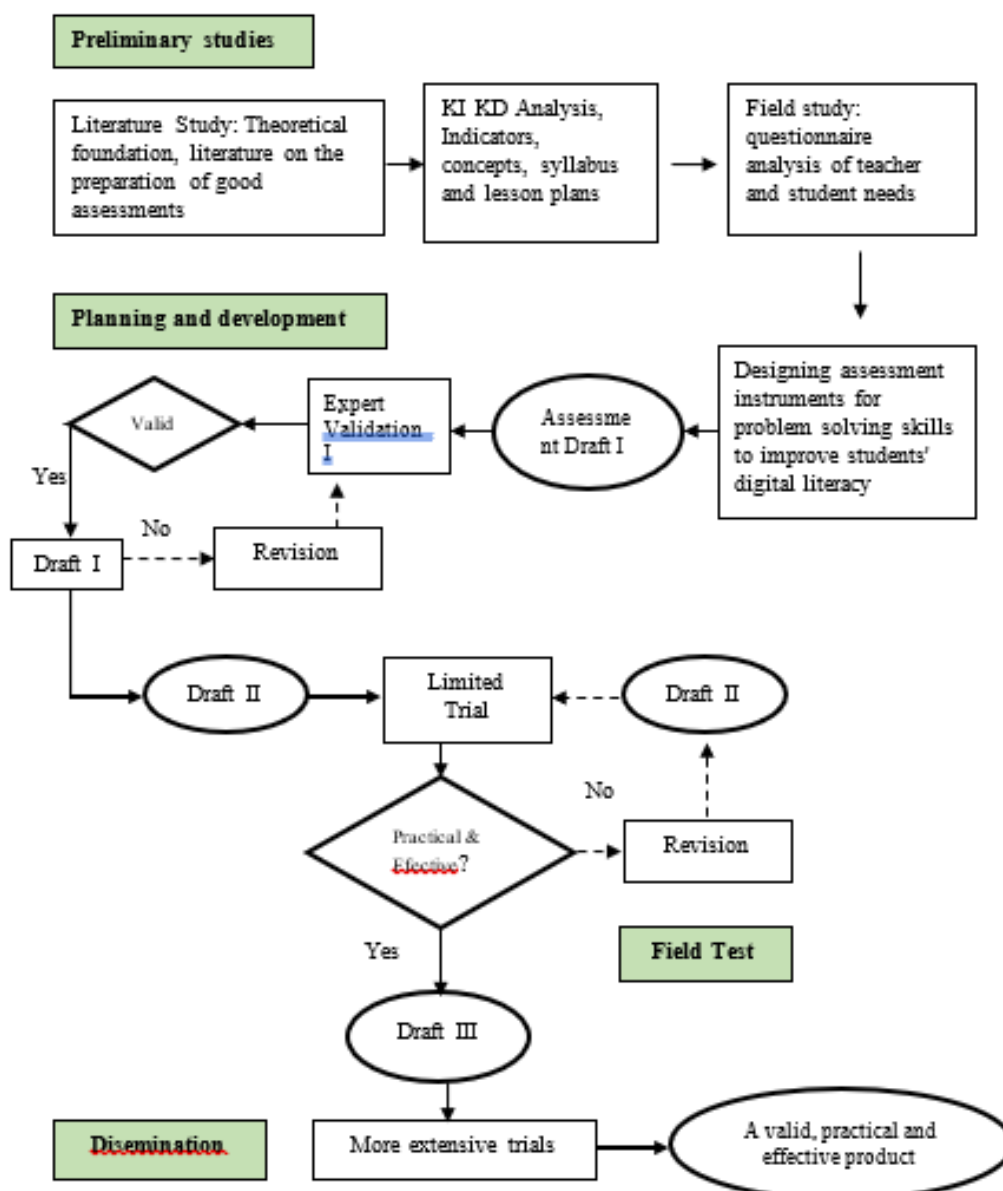 Preliminary studies
Literature Study: Theoretical
foundation, literature on the
preparation of good
assessments
KI KD Analysis,
Indicators,
concepts, syllabus
and lesson plans
Field study:
questionnaire
analysis of teacher
and student needs
Planning and development
Designing assessment
instruments for
problem solving skills
to improve students'
digital literacy
Assessme
nt Draft I
Expert
Validation
I
Valid
Yes
No
Draft I
Revision
Draft II
Limited
Trial
Draft II
No
Practical &
Efective?
Revision
Yes
Field Test
Draft III
Disemination
More extensive trials
A valid, practical and
effective product